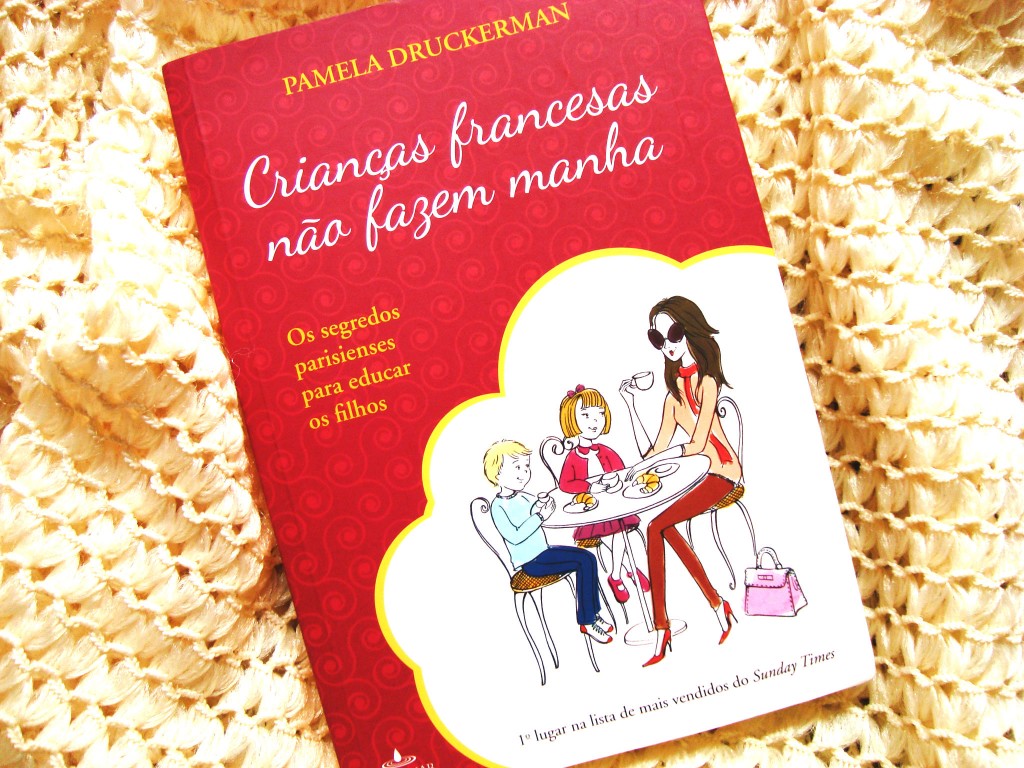 PAMELA DRUCKERMAN
Crianças francesas
não fazem manha
Os segredos
parisienses
para educar
os filhos
1º lugar na lista de mais vendidos do Sunday Times